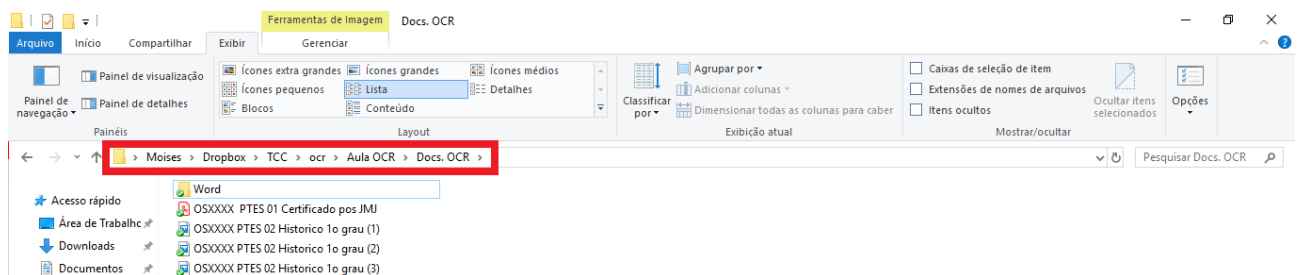 Ferramentas de Imagem Docs. OCR
Arquivo Início Compartilhar Exibir Gerenciar
Painel de navegação
Painel de visualização
Painel de detalhes
Painéis
Ícones extra grandes Ícones grandes Ícones médios
Ícones pequenos Lista Detalhes
Blocos Conteúdo
Layout
Classificar por
Agrupar por
Adicionar colunas
Dimensionar todas as colunas para caber
Exibição atual
Caixas de seleção de item
Extensões de nomes de arquivos
Itens ocultos
Ocultar itens selecionados
Mostrar/ocultar
Opções
> Moises > Dropbox > TCC > ocr > Aula OCR > Docs. OCR >
Pesquisar Docs. OCR
Acesso rápido
Área de Trabalhc
Downloads
Documentos
Word
OSXXXX PTES 01 Certificado pos JMJ
OSXXXX PTES 02 Historico 1o grau (1)
OSXXXX PTES 02 Historico 1o grau (2)
OSXXXX PTES 02 Historico 1o grau (3)